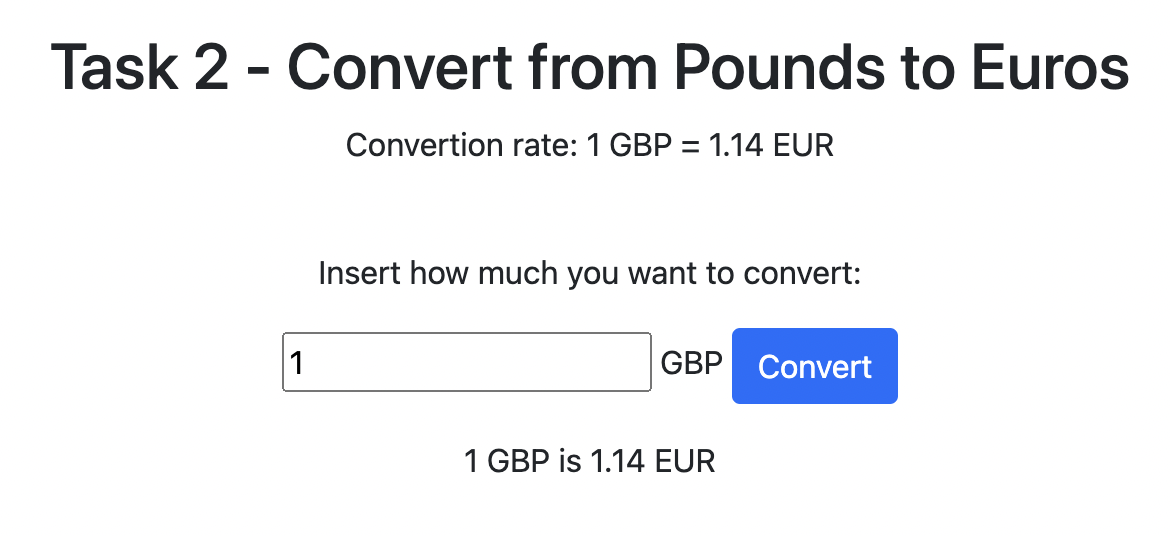 Task 2 - Convert from Pounds to Euros
Convertion rate: 1 GBP = 1.14 EUR
Insert how much you want to convert:
1 GBP Convert
1 GBP is 1.14 EUR